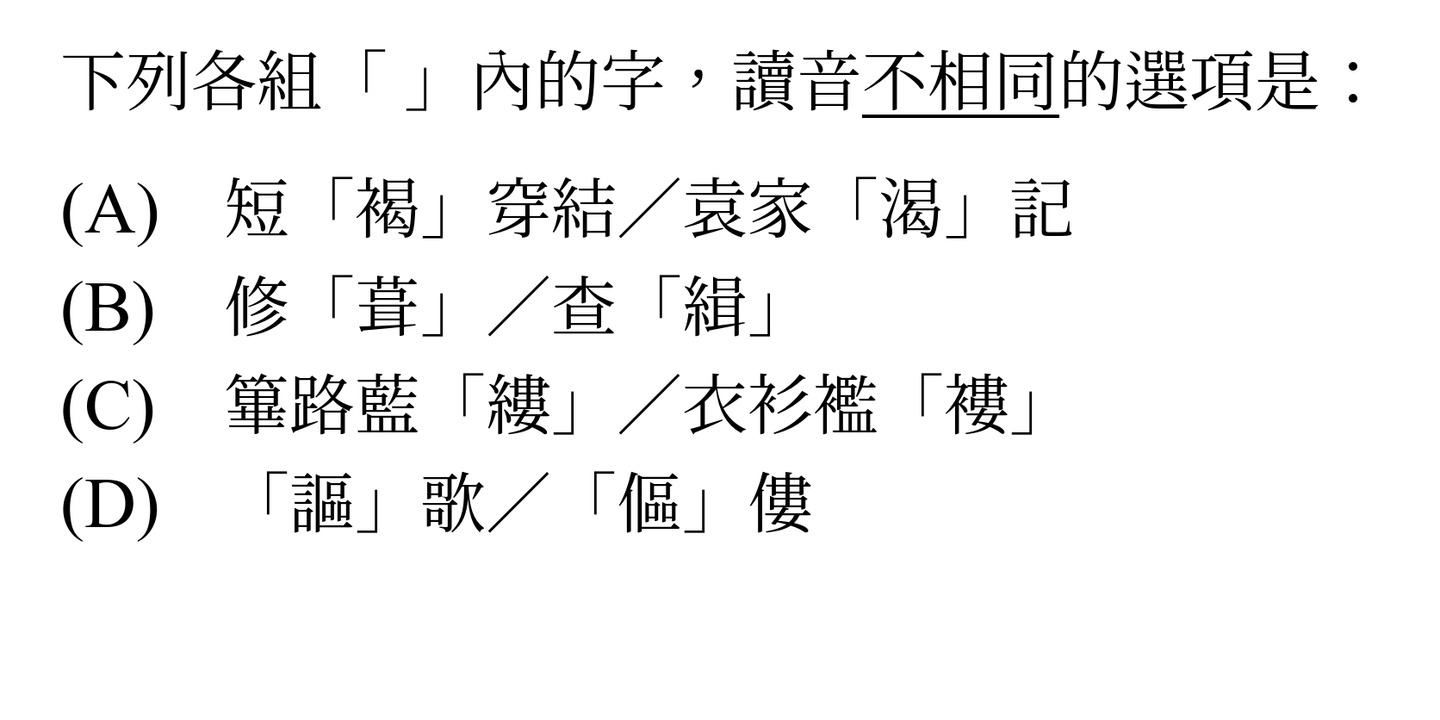 下列各組「 」內的字，讀音不相同的選項是：
(A) 短「褐」穿結／袁家「渴」記
(B) 修「葺」／查「緝」
(C) 篳路藍「縷」／衣衫襤「褸」
(D) 「謳」歌／「傴」僂